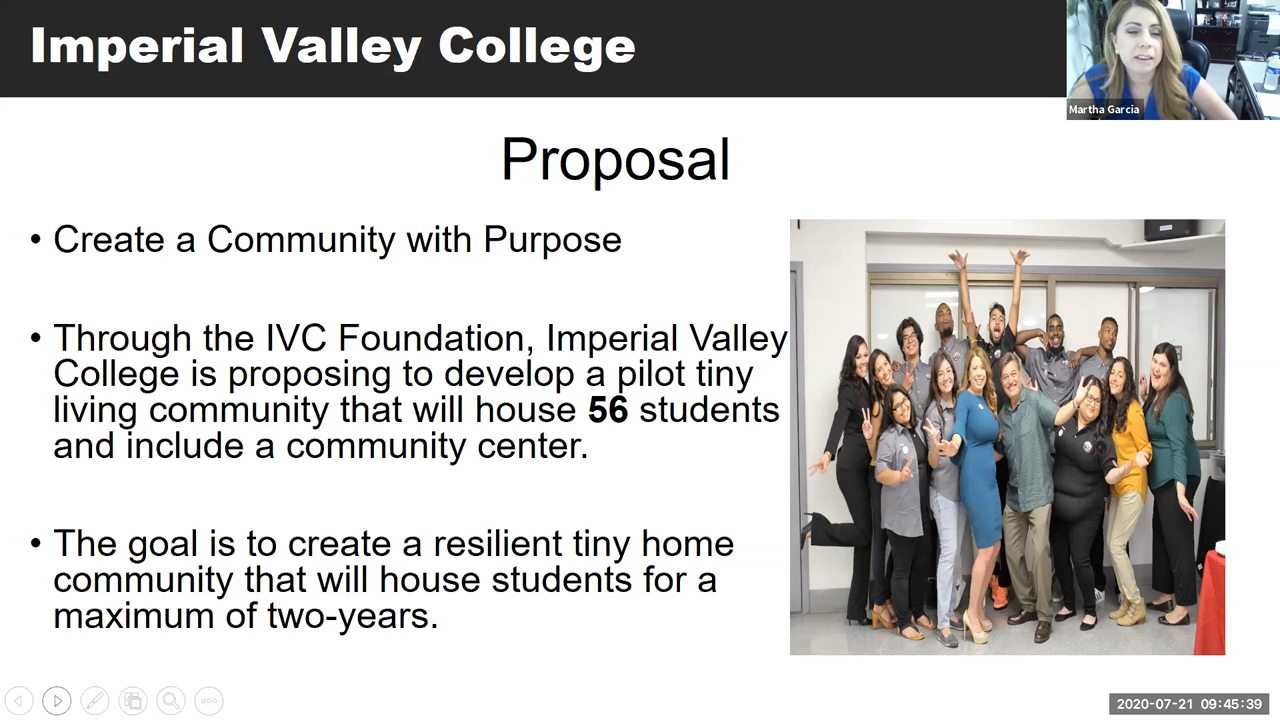 Imperial Valley College
Martha Garcia
Proposal
• Create a Community with Purpose
• Through the IVC Foundation, Imperial Valley
College is proposing to develop a pilot tiny
living community that will house 56 students
and include a community center.
• The goal is to create a resilient tiny home
community that will house students for a
maximum of two-years.
2020-07-21 09:45:39